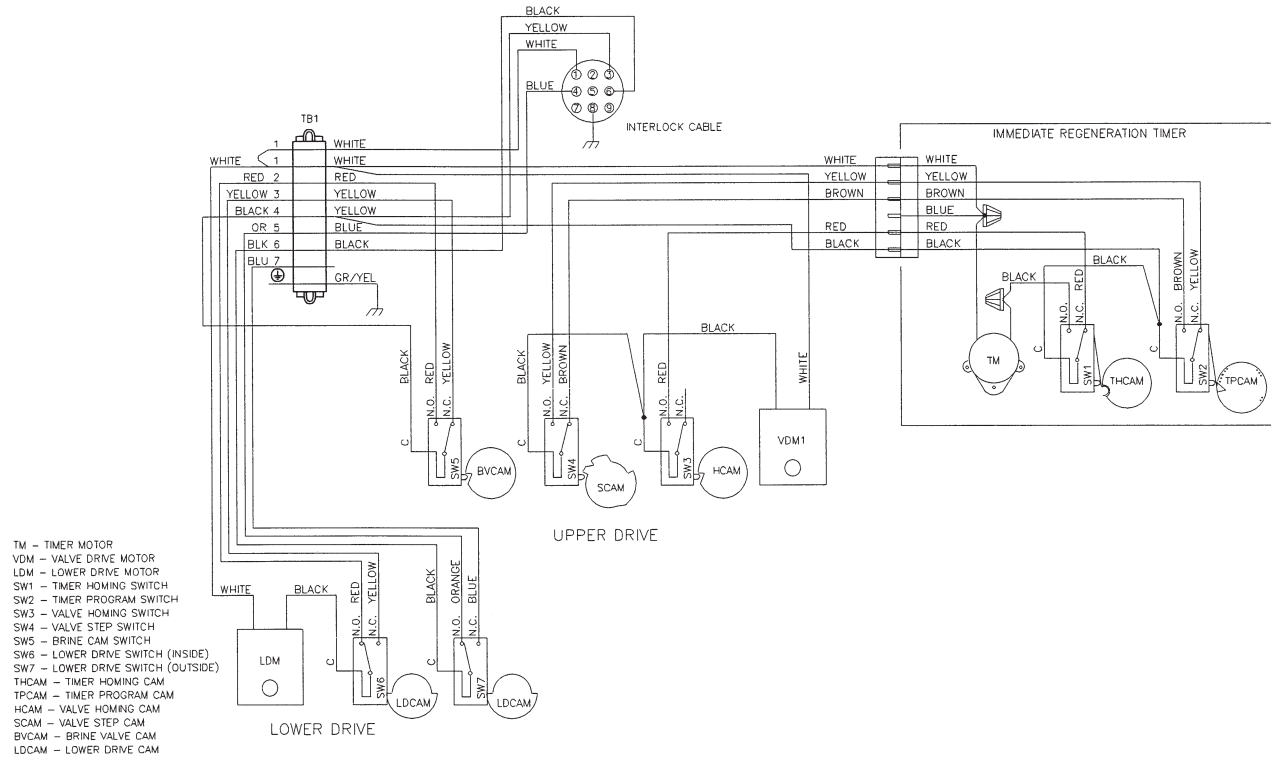 BLACK
YELLOW
WHITE
BLUE
1 2 3
4 5 6
7 8 9
INTERLOCK CABLE
TB1
1 WHITE
WHITE 1 WHITE
RED 2 RED
YELLOW 3 YELLOW
BLACK 4 YELLOW
OR 5 BLUE
BLK 6 BLACK
BLU 7
GR/YEL
IMMEDIATE REGENERATION TIMER
WHITE WHITE
YELLOW YELLOW
BROWN BROWN
BLUE
RED RED
BLACK BLACK
BLACK
BLACK
RED
BROWN
YELLOW
N.O.
N.C.
N.O.
N.C.
C
C
TM
SW1
THCAM
SW2
TPCAM
BLACK
BLACK
RED
YELLOW
BLACK
YELLOW
BROWN
RED
WHITE
N.O.
N.C.
N.O.
N.C.
N.O.
N.C.
C
C
C
SW5
BVCAM
SW4
SCAM
SW3
HCAM
VDM1
UPPER DRIVE
WHITE
BLACK
RED
YELLOW
BLACK
ORANGE
BLUE
N.O.
N.C.
N.O.
N.C.
C
C
LDM
SW6
LDCAM
SW7
LDCAM
LOWER DRIVE
TM – TIMER MOTOR
VDM – VALVE DRIVE MOTOR
LDM – LOWER DRIVE MOTOR
SW1 – TIMER HOMING SWITCH
SW2 – TIMER PROGRAM SWITCH
SW3 – VALVE HOMING SWITCH
SW4 – VALVE STEP SWITCH
SW5 – BRINE CAM SWITCH
SW6 – LOWER DRIVE SWITCH (INSIDE)
SW7 – LOWER DRIVE SWITCH (OUTSIDE)
THCAM – TIMER HOMING CAM
TPCAM – TIMER PROGRAM CAM
HCAM – VALVE HOMING CAM
SCAM – VALVE STEP CAM
BVCAM – BRINE VALVE CAM
LDCAM – LOWER DRIVE CAM